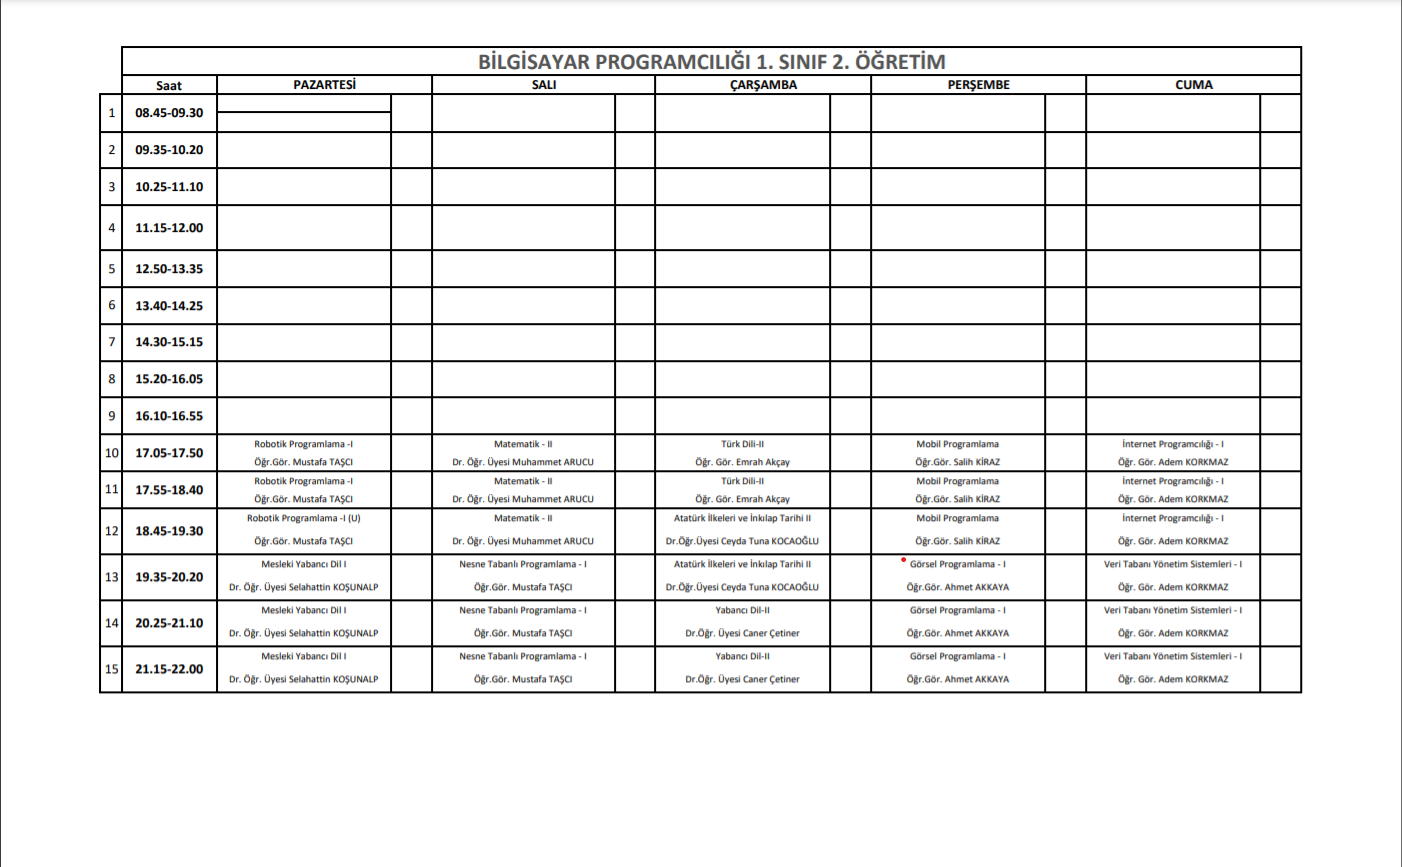 BİLGİSAYAR PROGRAMCILIĞI 1. SINIF 2. ÖĞRETİM
Saat PAZARTESİ SALI ÇARŞAMBA PERŞEMBE CUMA
1 08.45-09.30
2 09.35-10.20
3 10.25-11.10
4 11.15-12.00
5 12.50-13.35
6 13.40-14.25
7 14.30-15.15
8 15.20-16.05
9 16.10-16.55
Robotik Programlama -I Matematik - II Türk Dili-II Mobil Programlama İnternet Programcılığı - I
10 17.05-17.50
Öğr.Gör. Mustafa TAŞCI Dr. Öğr. Üyesi Muhammet ARUCU Öğr. Gör. Emrah Akçay Öğr.Gör. Salih KİRAZ Öğr. Gör. Adem KORKMAZ
Robotik Programlama -I Matematik - II Türk Dili-II Mobil Programlama İnternet Programcılığı - I
11 17.55-18.40
Öğr.Gör. Mustafa TAŞCI Dr. Öğr. Üyesi Muhammet ARUCU Öğr. Gör. Emrah Akçay Öğr.Gör. Salih KİRAZ Öğr. Gör. Adem KORKMAZ
Robotik Programlama -I (U) Matematik - II Atatürk İlkeleri ve İnkılap Tarihi II Mobil Programlama İnternet Programcılığı - I
12 18.45-19.30
Öğr.Gör. Mustafa TAŞCI Dr. Öğr. Üyesi Muhammet ARUCU Dr.Öğr.Üyesi Ceyda Tuna KOCAOĞLU Öğr.Gör. Salih KİRAZ Öğr. Gör. Adem KORKMAZ
Mesleki Yabancı Dil I Nesne Tabanlı Programlama - I Atatürk İlkeleri ve İnkılap Tarihi II Görsel Programlama - I Veri Tabanı Yönetim Sistemleri - I
13 19.35-20.20
Dr. Öğr. Üyesi Selahattin KOŞUNALP Öğr.Gör. Mustafa TAŞCI Dr.Öğr.Üyesi Ceyda Tuna KOCAOĞLU Öğr.Gör. Ahmet AKKAYA Öğr. Gör. Adem KORKMAZ
Mesleki Yabancı Dil I Nesne Tabanlı Programlama - I Yabancı Dil-II Görsel Programlama - I Veri Tabanı Yönetim Sistemleri - I
14 20.25-21.10
Dr. Öğr. Üyesi Selahattin KOŞUNALP Öğr.Gör. Mustafa TAŞCI Dr.Öğr. Üyesi Caner Çetiner Öğr.Gör. Ahmet AKKAYA Öğr. Gör. Adem KORKMAZ
Mesleki Yabancı Dil I Nesne Tabanlı Programlama - I Yabancı Dil-II Görsel Programlama - I Veri Tabanı Yönetim Sistemleri - I
15 21.15-22.00
Dr. Öğr. Üyesi Selahattin KOŞUNALP Öğr.Gör. Mustafa TAŞCI Dr.Öğr. Üyesi Caner Çetiner Öğr.Gör. Ahmet AKKAYA Öğr. Gör. Adem KORKMAZ